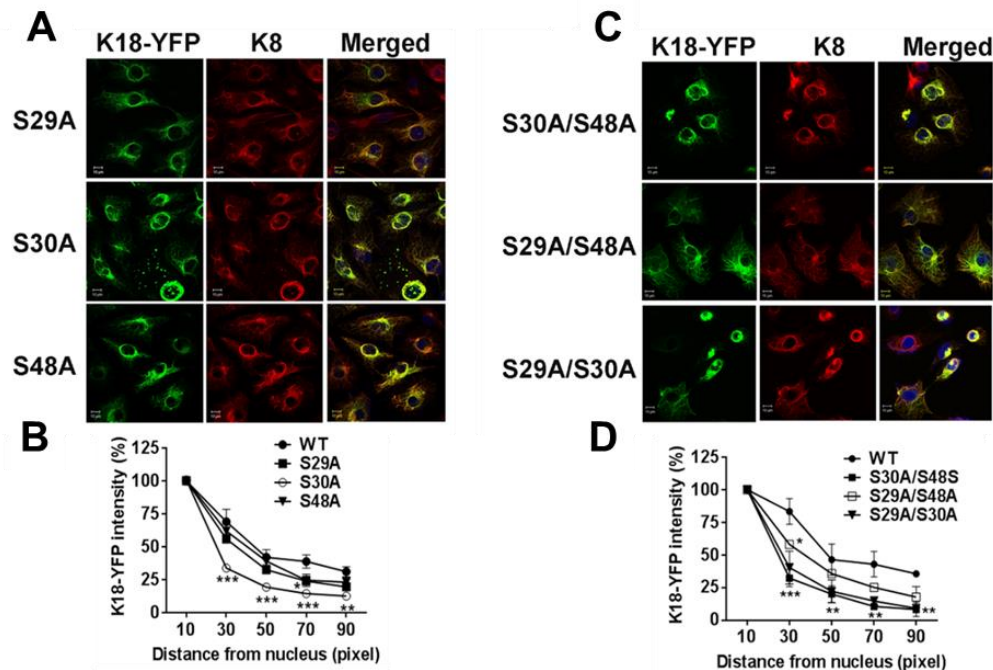 A
K18-YFP K8 Merged
S29A
S30A
S48A
B
125
100
75
50
25
0
K18-YFP intensity (%)
WT
S29A
S30A
S48A
***
***
*
***
**
10 30 50 70 90
Distance from nucleus (pixel)
C
K18-YFP K8 Merged
S30A/S48A
S29A/S48A
S29A/S30A
D
125
100
75
50
25
0
K18-YFP intensity (%)
WT
S30A/S48S
S29A/S48A
S29A/S30A
*
***
**
**
**
10 30 50 70 90
Distance from nucleus (pixel)